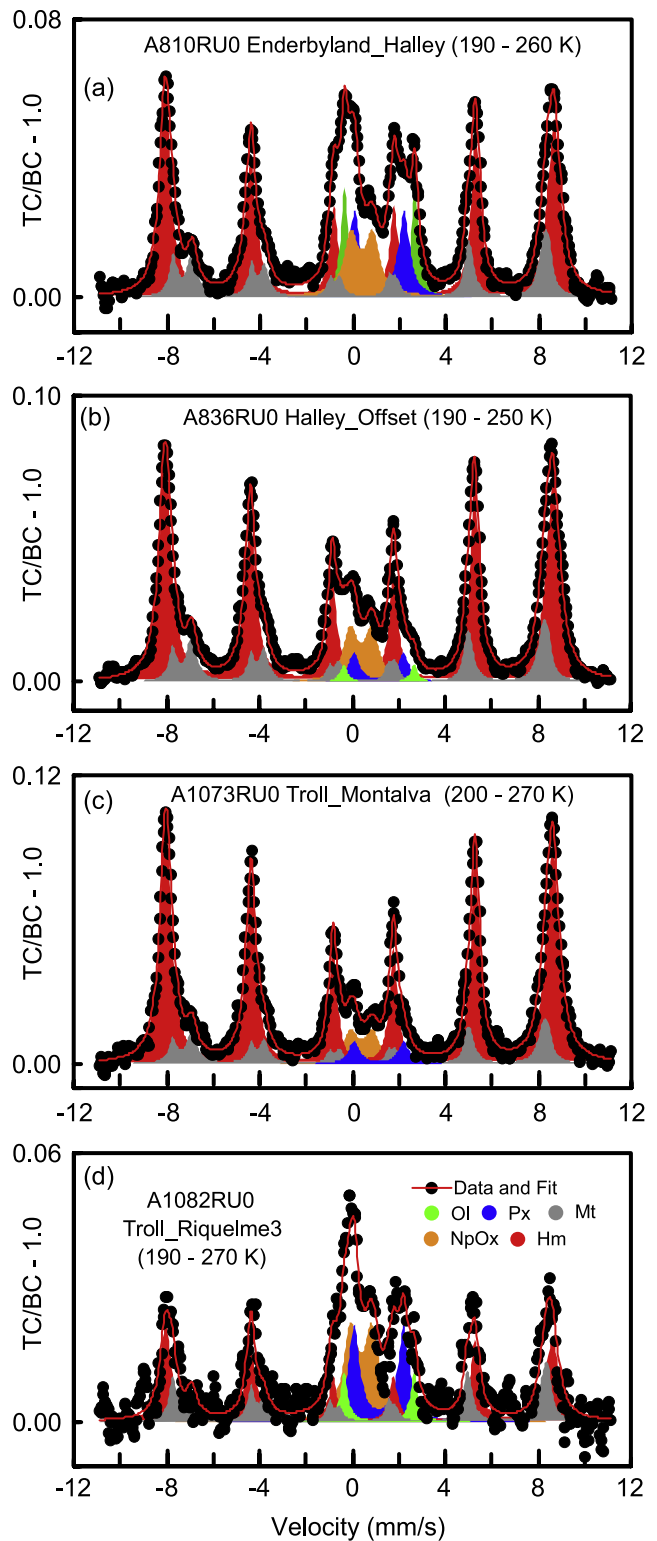 0.08
A810RU0 Enderbyland_Halley (190 - 260 K)
(a)
TC/BC - 1.0
0.00
-12 -8 -4 0 4 8 12
0.10
A836RU0 Halley_Offset (190 - 250 K)
(b)
TC/BC - 1.0
0.00
-12 -8 -4 0 4 8 12
0.12
A1073RU0 Troll_Montalva (200 - 270 K)
(c)
TC/BC - 1.0
0.00
-12 -8 -4 0 4 8 12
0.06
(d)
A1082RU0
Troll_Riquelme3
(190 - 270 K)
Data and Fit
Ol Px Mt
NpOx Hm
TC/BC - 1.0
0.00
-12 -8 -4 0 4 8 12
Velocity (mm/s)